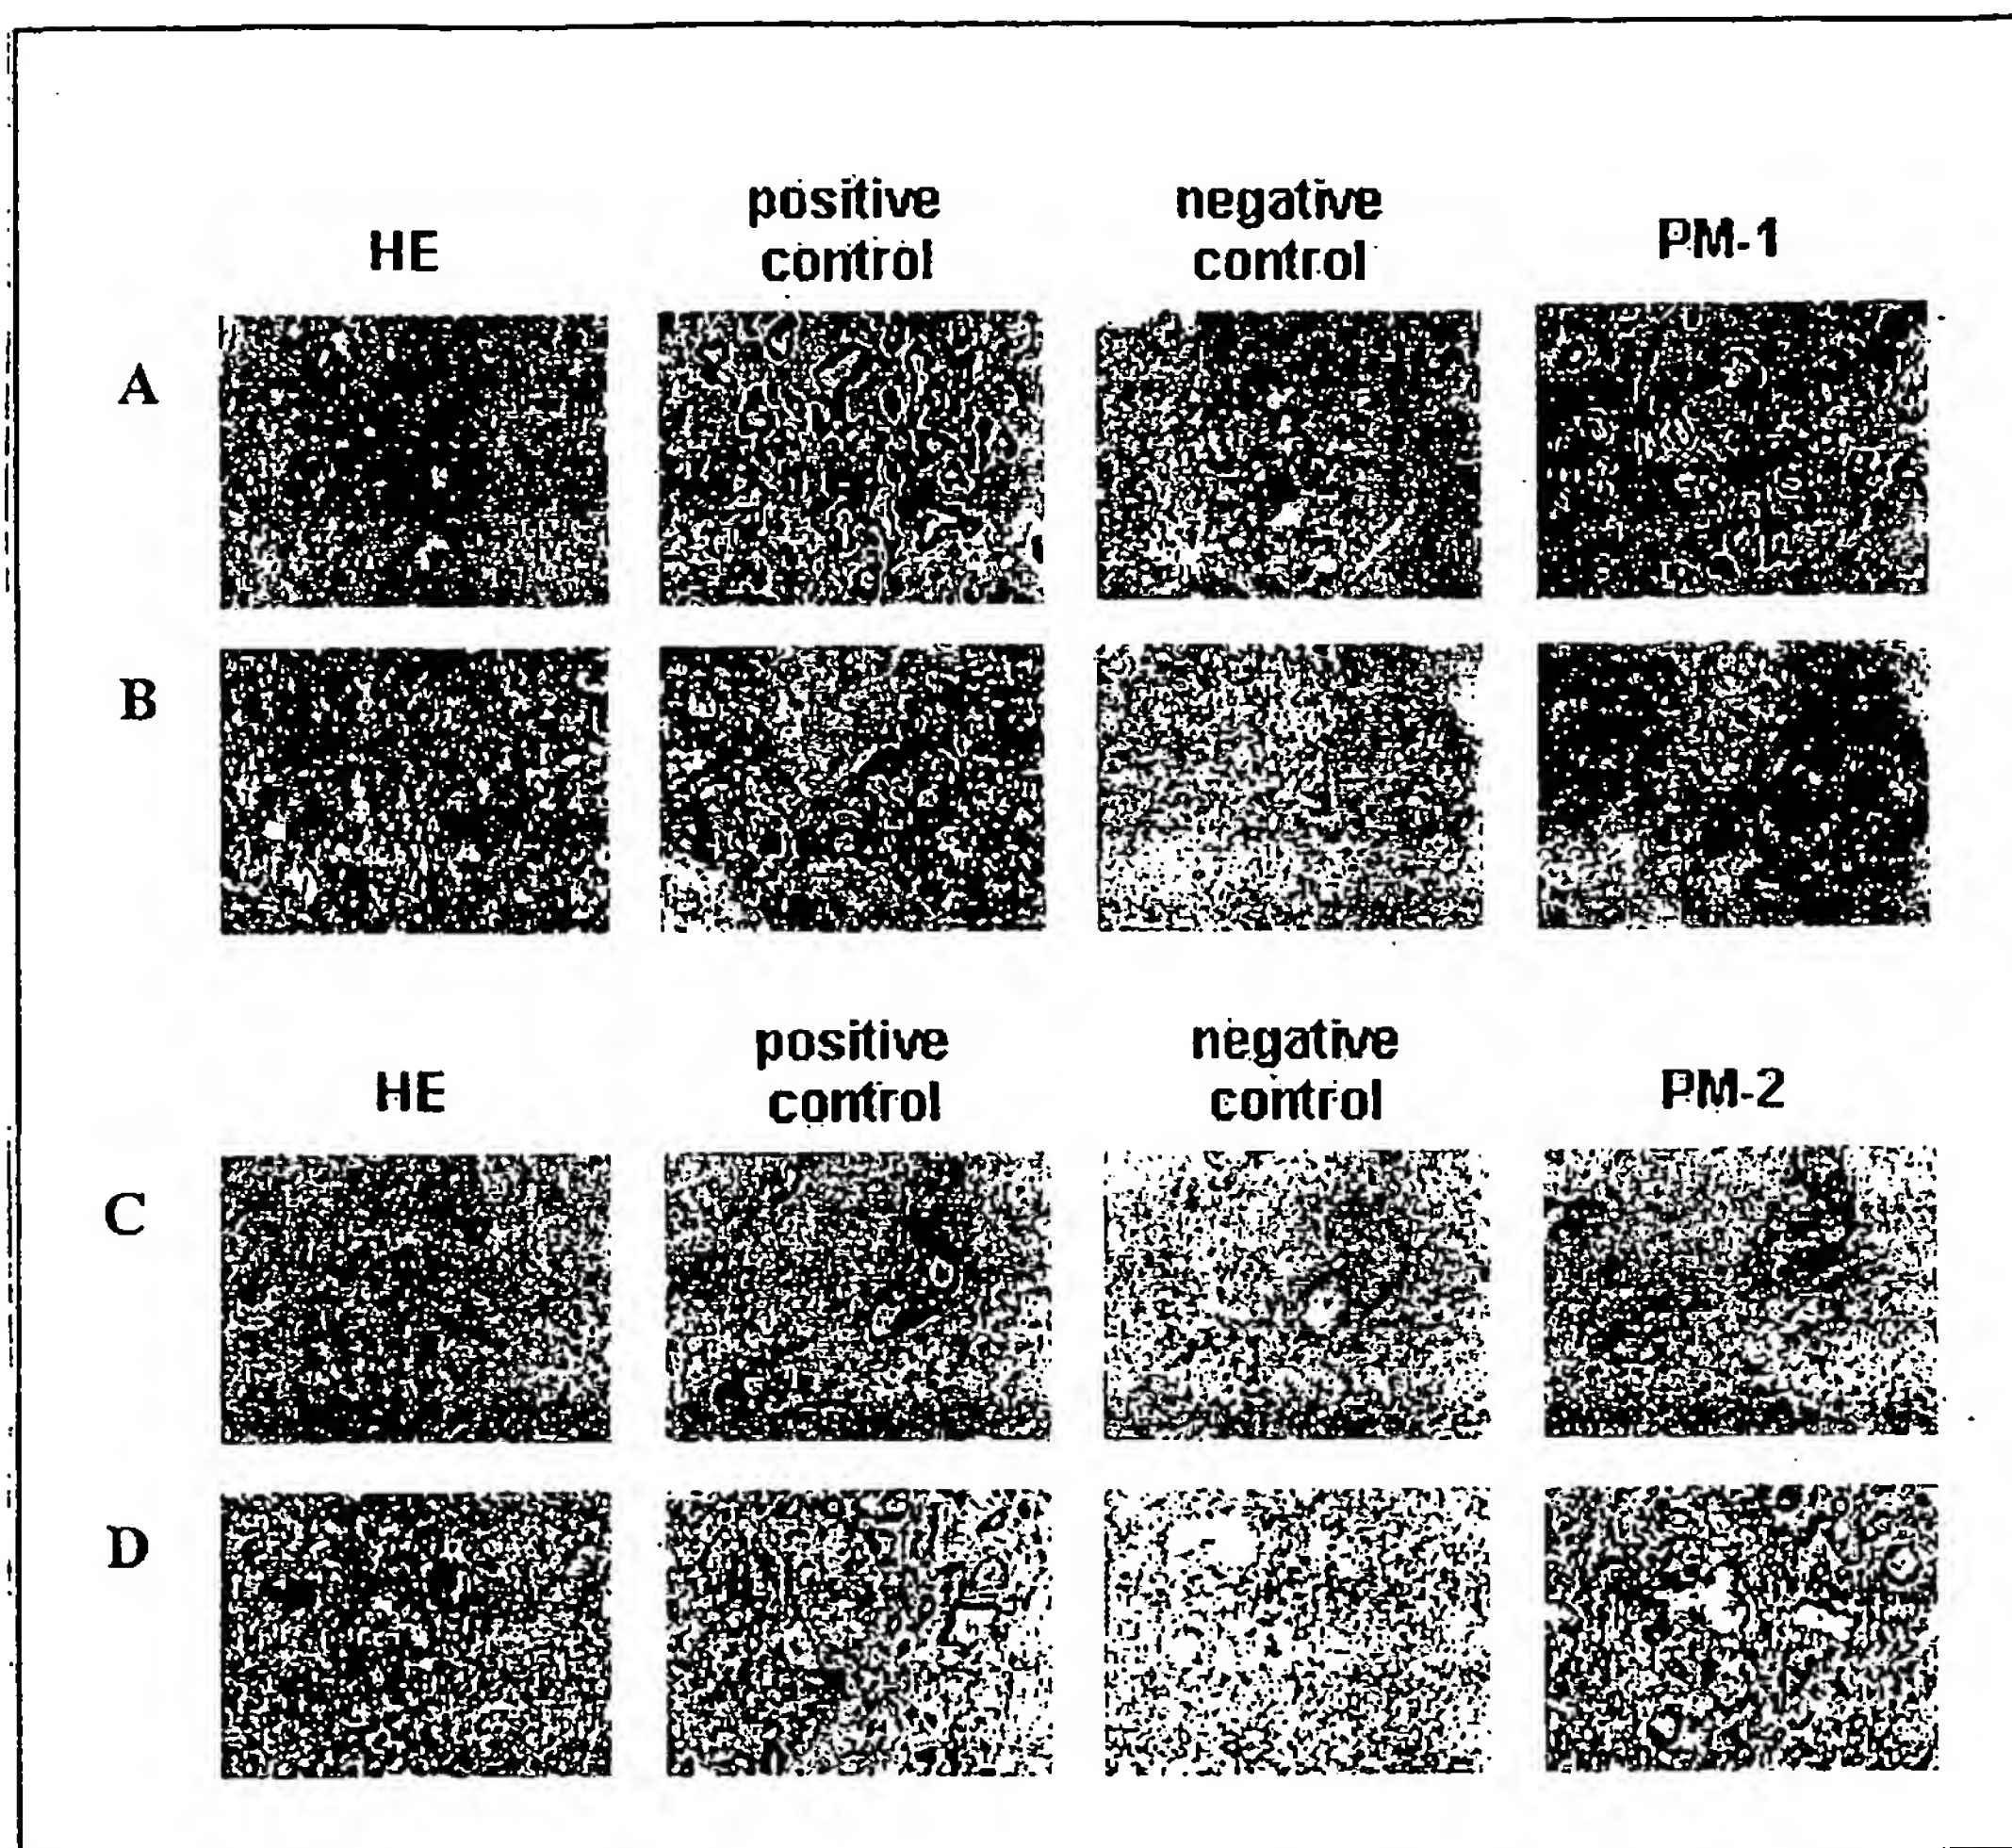 HE
positive
control
negative
control
PM-1
A
B
HE
positive
control
negative
control
PM-2
C
D